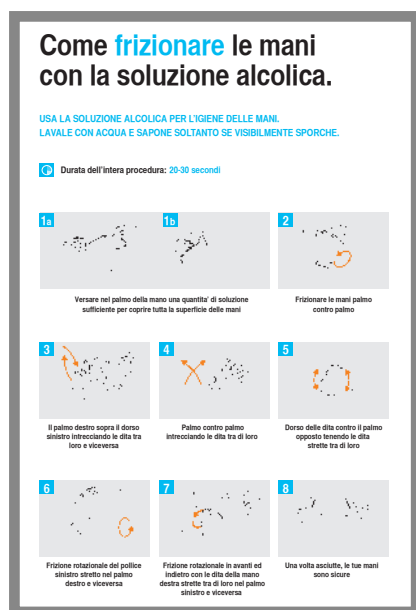 Come frizionare le mani
con la soluzione alcolica.
USA LA SOLUZIONE ALCOLICA PER L'IGIENE DELLE MANI.
LAVALE CON ACQUA E SAPONE SOLTANTO SE VISIBILMENTE SPORCHE.
Durata dell'intera procedura: 20-30 secondi
1a
1b
2
Versare nel palmo della mano una quantita' di soluzione
sufficiente per coprire tutta la superficie delle mani
Frizionare le mani palmo
contro palmo
3
4
5
Il palmo destro sopra il dorso
sinistro intrecciando le dita tra
loro e viceversa
Palmo contro palmo
intrecciando le dita tra di loro
Dorso delle dita contro il palmo
opposto tenendo le dita
strette tra di loro
6
7
8
Frizione rotazionale del pollice
sinistro stretto nel palmo
destro e viceversa
Frizione rotazionale in avanti ed
indietro con le dita della mano
destra strette tra di loro nel palmo
sinistro e viceversa
Una volta asciutte, le tue mani
sono sicure